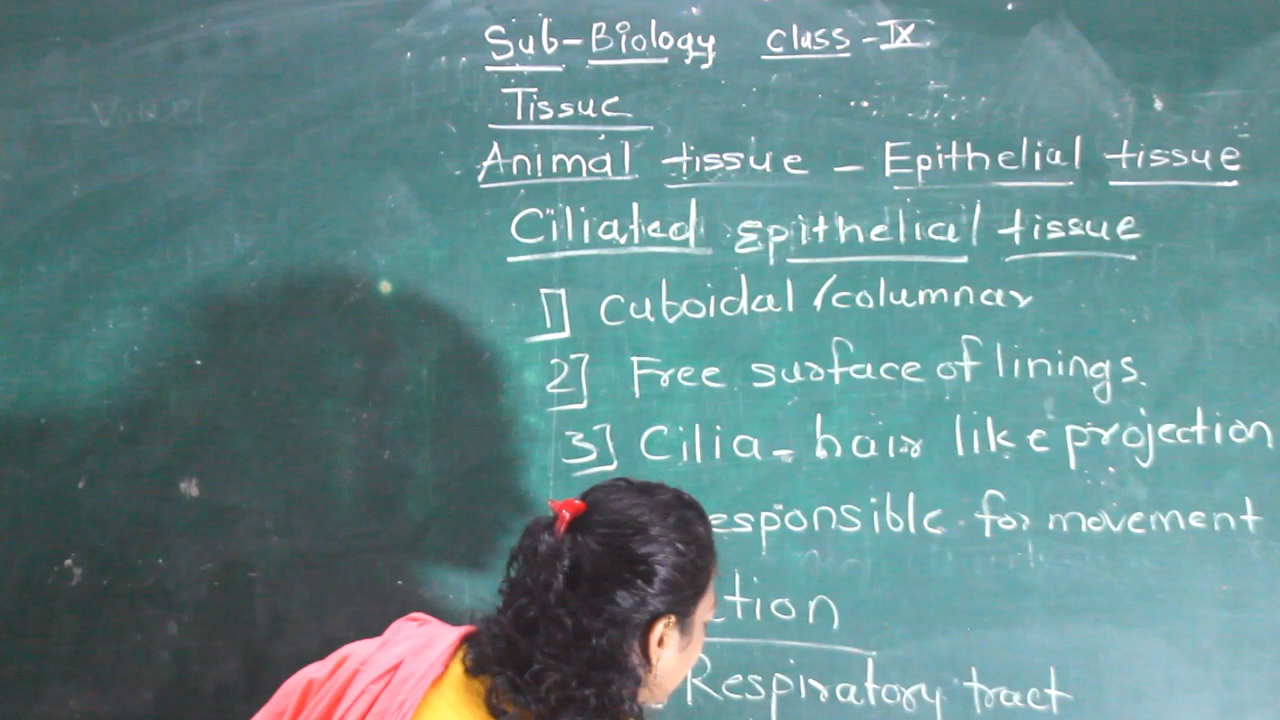 Sub-Biology class-IX
Tissue
Animal tissue - Epithelial tissue
Ciliated epithelial tissue
1] cuboidal /columnar
2] Free surface of linings.
3] Cilia - hair like projection
esponsible for movement
tion
Respiratory tract